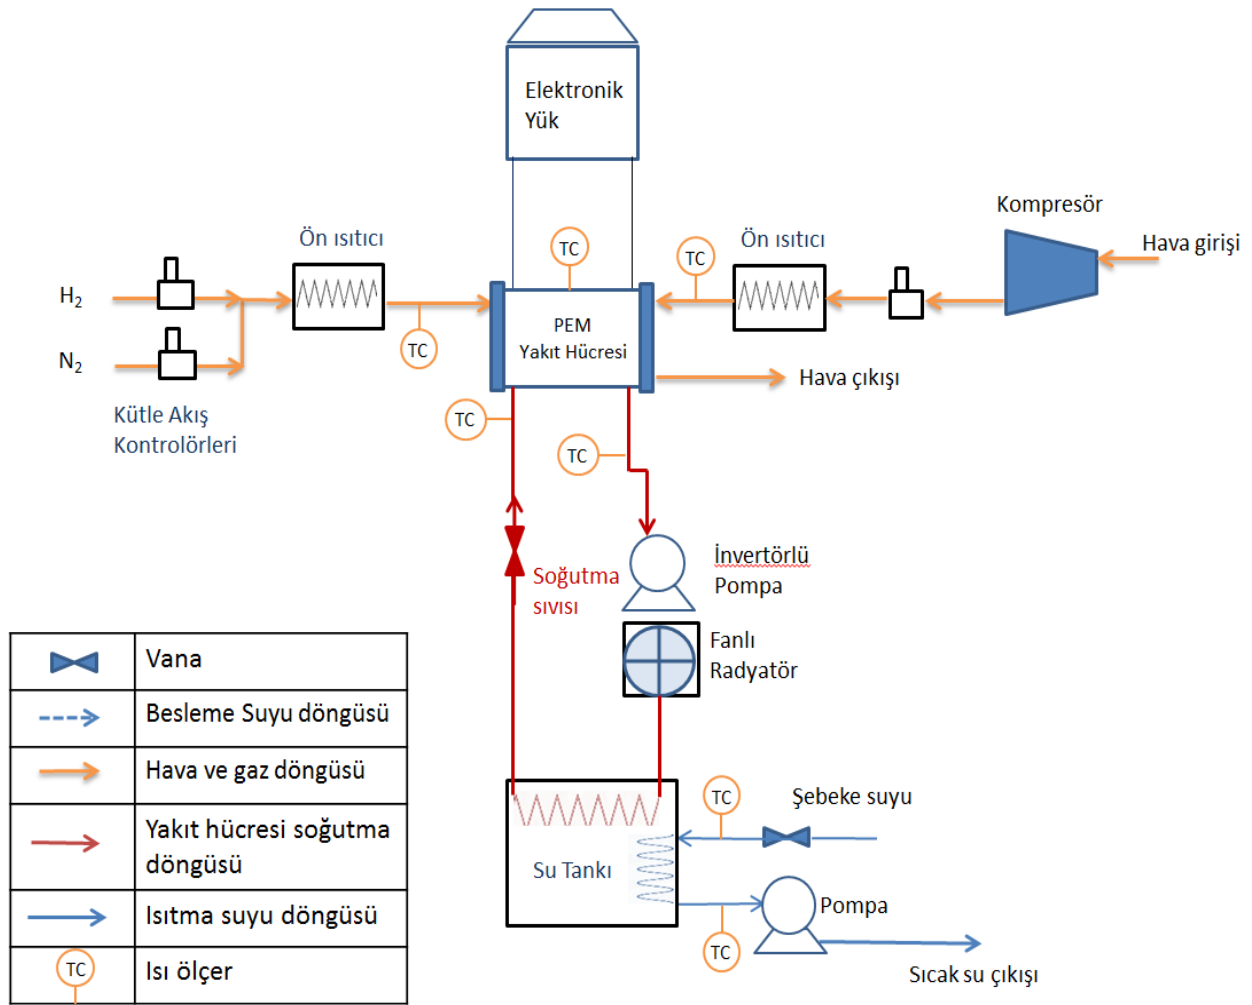 Elektronik
Yük
Kompresör
Hava girişi
Ön ısıtıcı
TC
TC
Ön ısıtıcı
H2
N2
TC
PEM
Yakıt Hücresi
Hava çıkışı
Kütle Akış
Kontrolörleri
TC
TC
Soğutma
sıvısı
İnvertörlü
Pompa
Fanlı
Radyatör
Vana
Besleme Suyu döngüsü
Hava ve gaz döngüsü
Yakıt hücresi soğutma
döngüsü
Isıtma suyu döngüsü
TC
Isı ölçer
TC
Şebeke suyu
Su Tankı
Pompa
TC
Sıcak su çıkışı